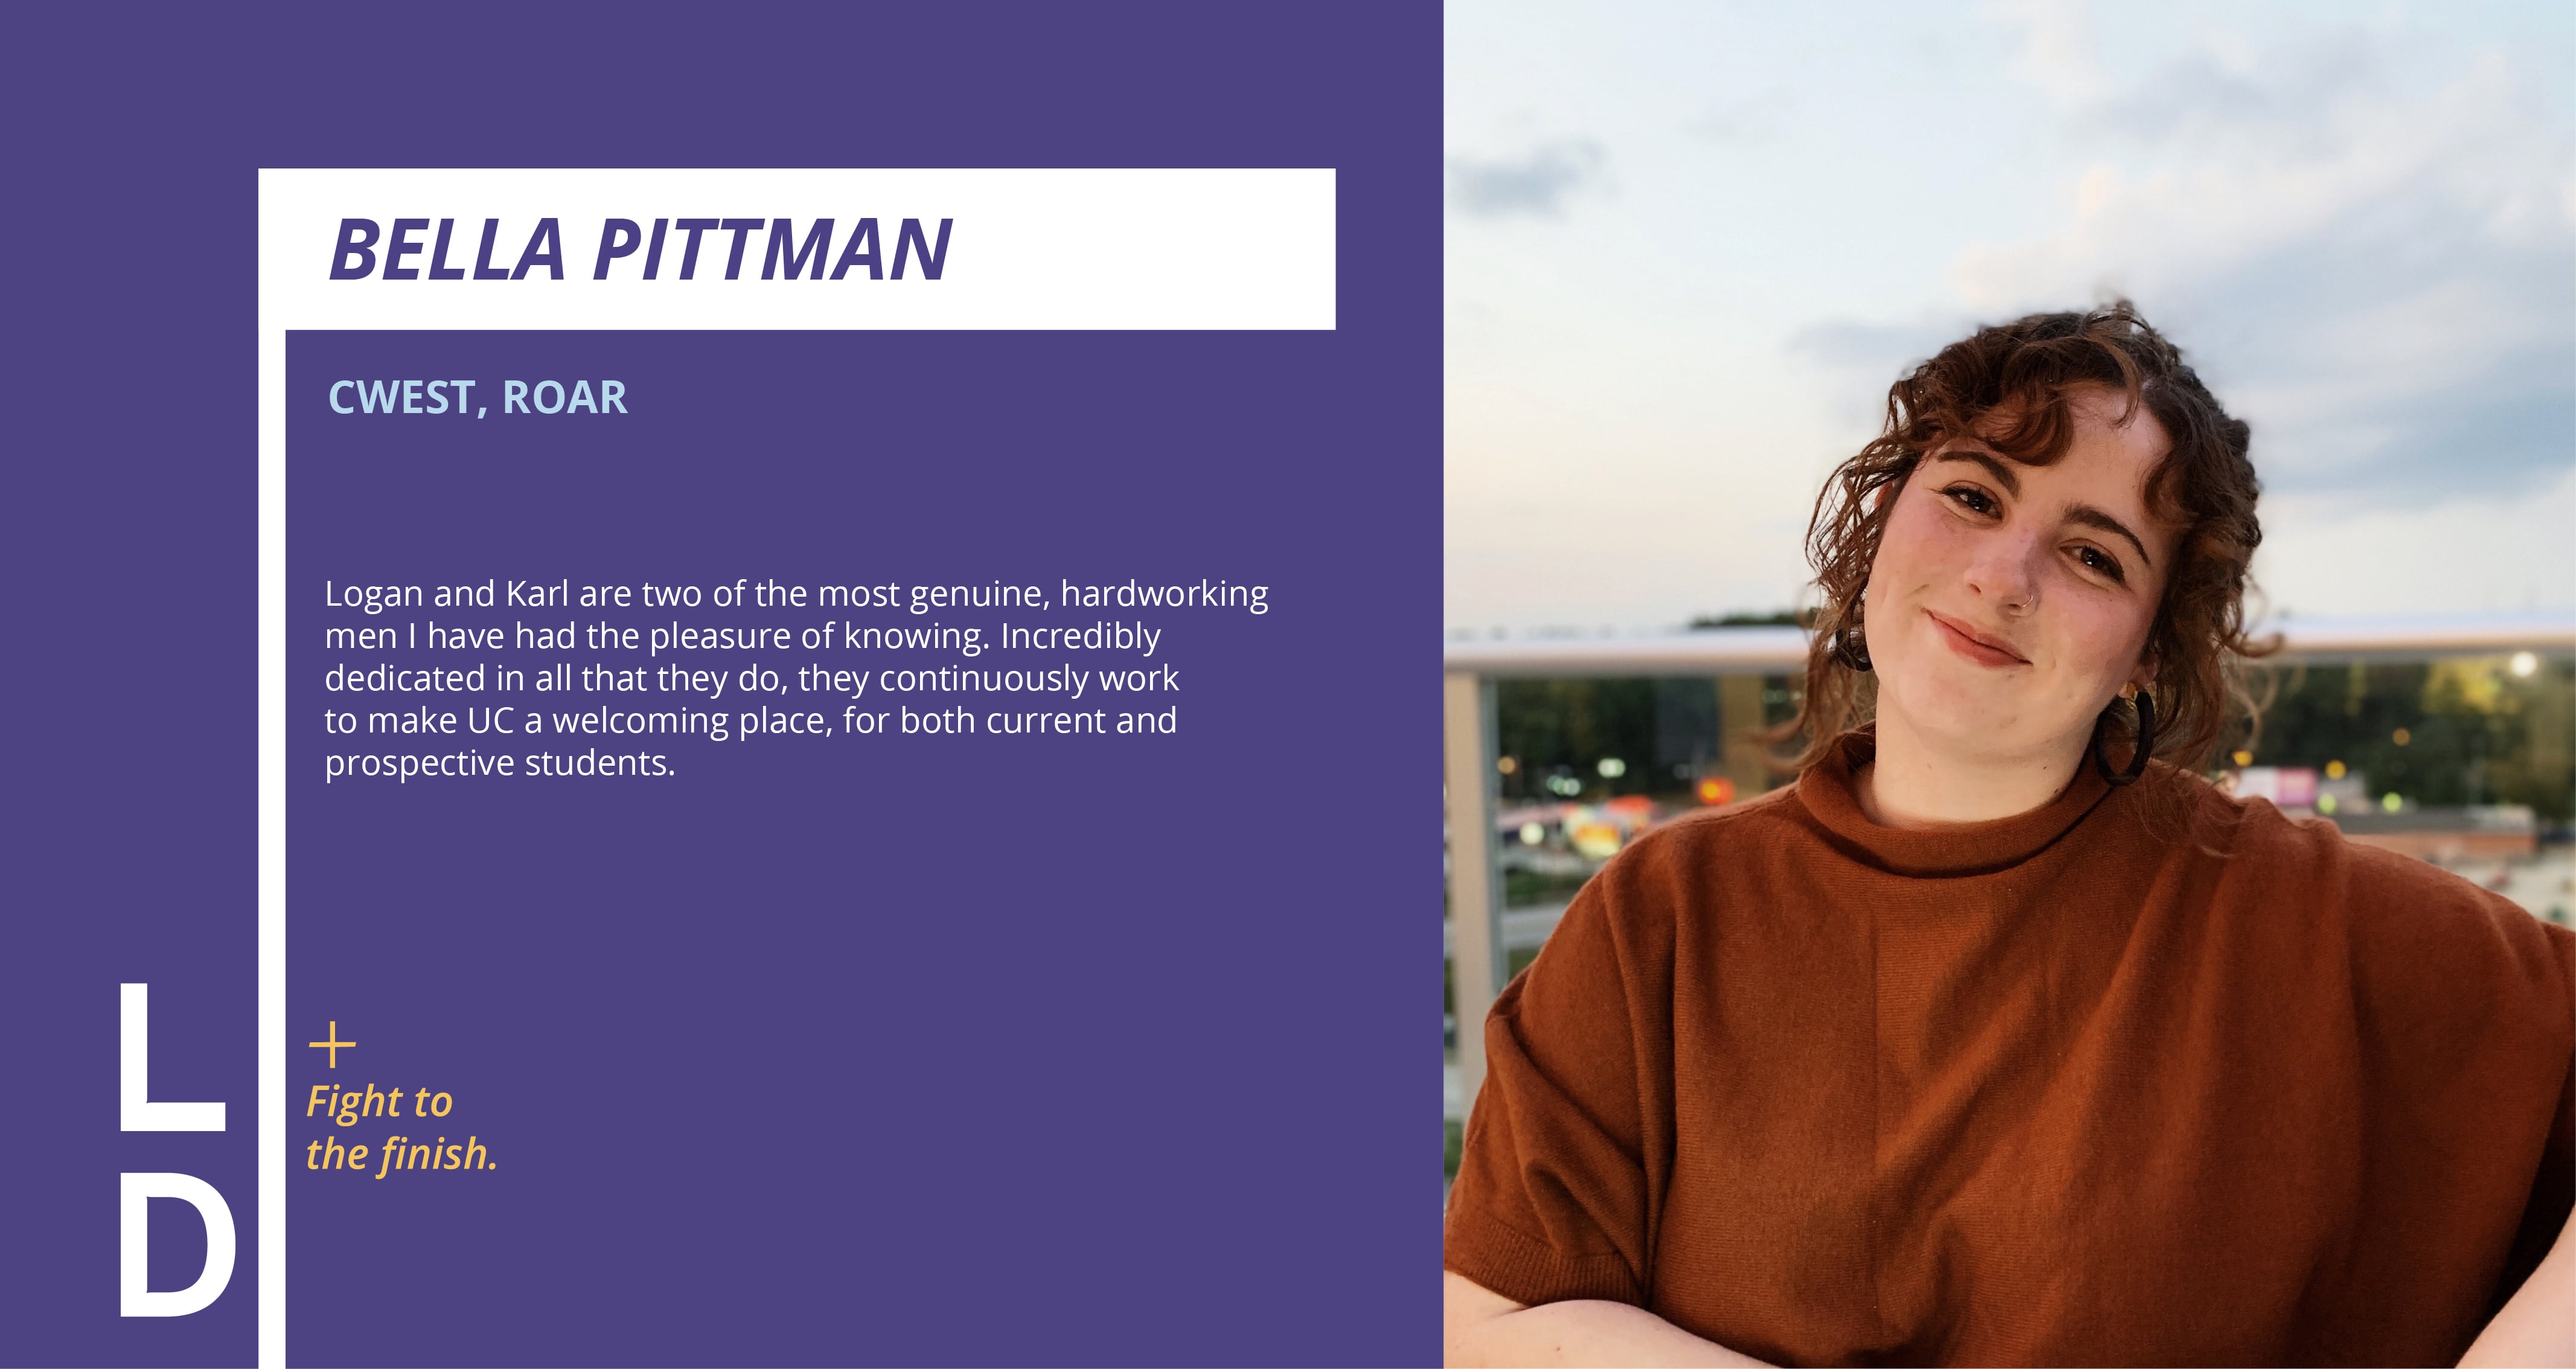 BELLA PITTMAN
CWEST, ROAR
Logan and Karl are two of the most genuine, hardworking
men I have had the pleasure of knowing. Incredibly
dedicated in all that they do, they continuously work
to make UC a welcoming place, for both current and
prospective students.
L
D
+
Fight to
the finish.